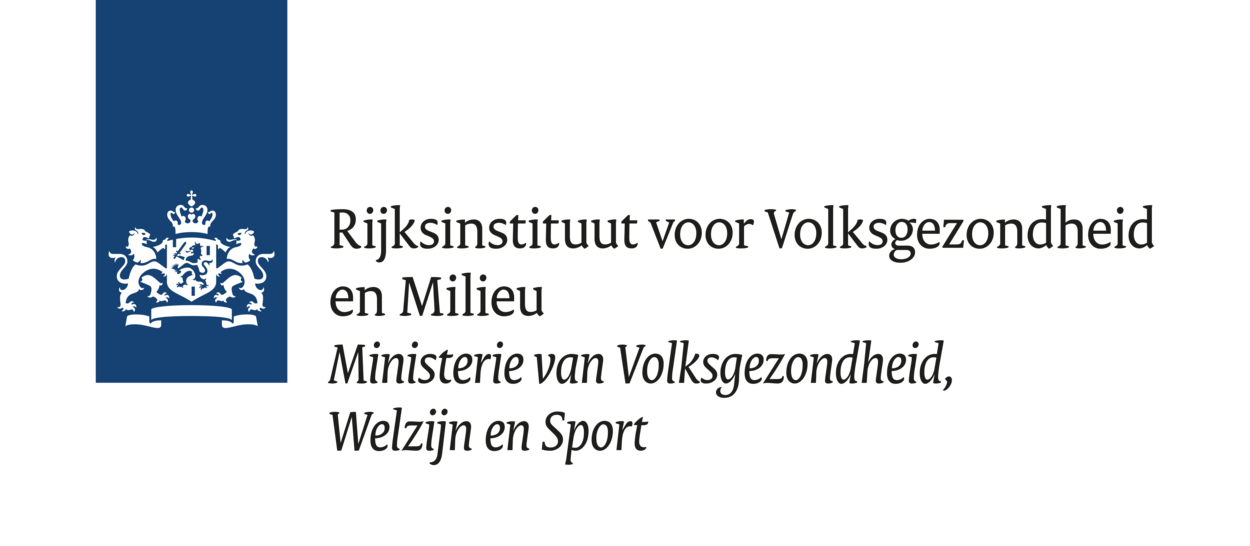 Rijksinstituut voor Volksgezondheid
en Milieu
Ministerie van Volksgezondheid,
Welzijn en Sport